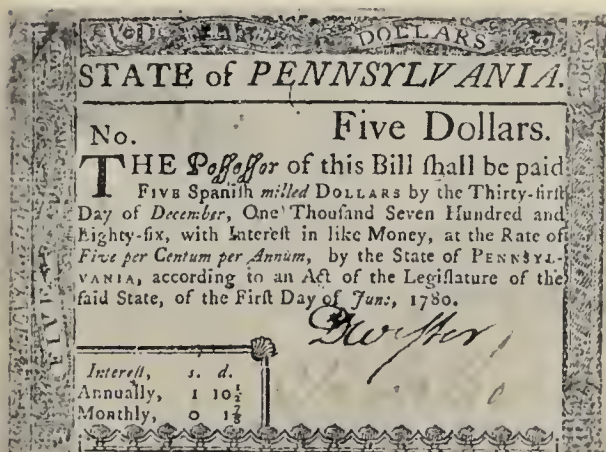 DOLLARS
STATE of PENNSYLVANIA.
No. Five Dollars.
THE Poſſeſſor of this Bill ſhall be paid
FIVE Spaniſh milled DOLLARS by the Thirty-firſt
Day of December, One Thouſand Seven Hundred and
Eighty-ſix, with Intereſt in like Money, at the Rate of
Five per Centum per Annum, by the State of PENNSYL-
VANIA, according to an Act of the Legiſlature of the
ſaid State, of the Firſt Day of June, 1780.
Intereſt, s. d.
Annually, 1 10½
Monthly, 0 1⅞
FIVE